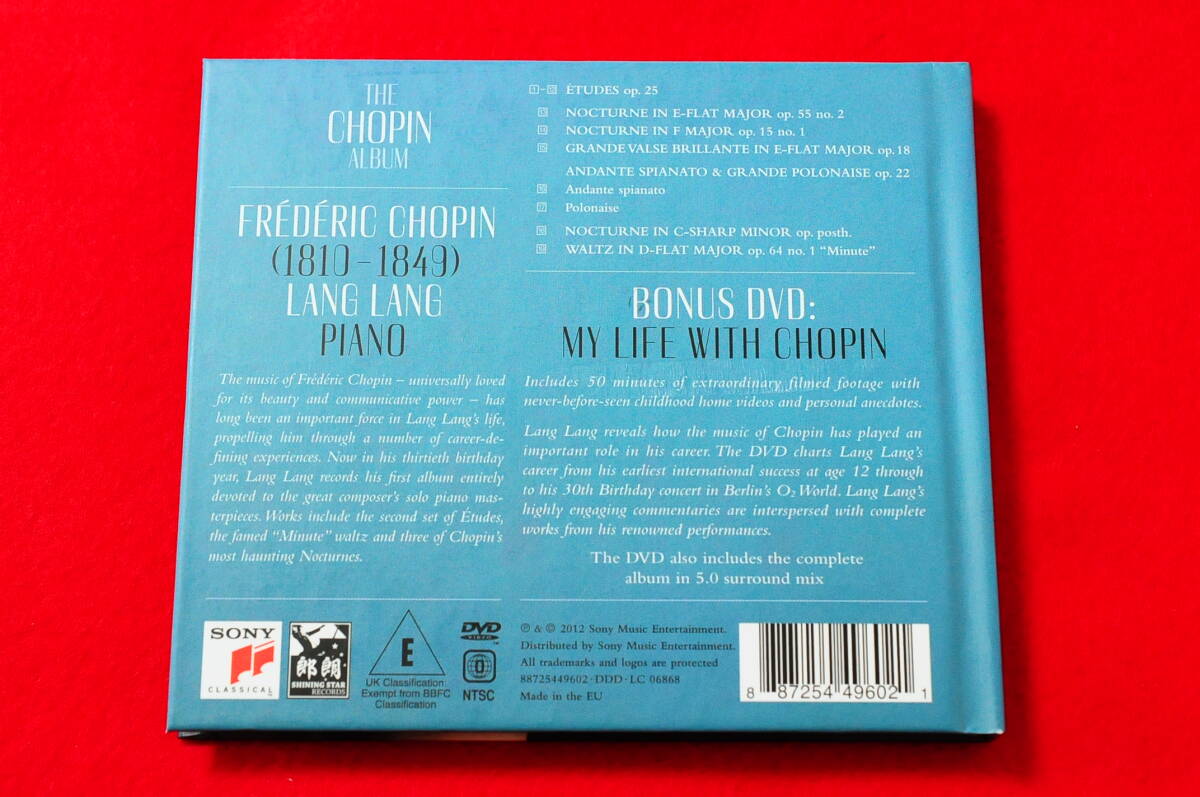 THE
CHOPIN
ALBUM
FRÉDÉRIC CHOPIN
(1810–1849)
LANG LANG
PIANO
The music of Frédéric Chopin – universally loved
for its beauty and communicative power – has
long been an important force in Lang Lang's life,
propelling him through a number of career-de-
fining experiences. Now in his thirtieth birthday
year, Lang Lang records his first album entirely
devoted to the great composer's solo piano mas-
terpieces. Works include the second set of Études,
the famed "Minute" waltz and three of Chopin's
most haunting Nocturnes.
1-12 ÉTUDES op. 25
13 NOCTURNE IN E-FLAT MAJOR op. 55 no. 2
14 NOCTURNE IN F MAJOR op. 15 no. 1
15 GRANDE VALSE BRILLANTE IN E-FLAT MAJOR op. 18
ANDANTE SPIANATO & GRANDE POLONAISE op. 22
16 Andante spianato
17 Polonaise
18 NOCTURNE IN C-SHARP MINOR op. posth.
19 WALTZ IN D-FLAT MAJOR op. 64 no. 1 "Minute"
BONUS DVD:
MY LIFE WITH CHOPIN
Includes 50 minutes of extraordinary filmed footage with
never-before-seen childhood home videos and personal anecdotes.
Lang Lang reveals how the music of Chopin has played an
important role in his career. The DVD charts Lang Lang's
career from his earliest international success at age 12 through
to his 30th Birthday concert in Berlin's O2 World. Lang Lang's
highly engaging commentaries are interspersed with complete
works from his renowned performances.
The DVD also includes the complete
album in 5.0 surround mix
SONY
CLASSICAL
郎朗
SHINING STAR
RECORDS
E
UK Classification:
Exempt from BBFC
Classification
DVD
VIDEO
0
NTSC
℗ & © 2012 Sony Music Entertainment.
Distributed by Sony Music Entertainment.
All trademarks and logos are protected
88725449602 · DDD · LC 06868
Made in the EU
8 87254 49602 1